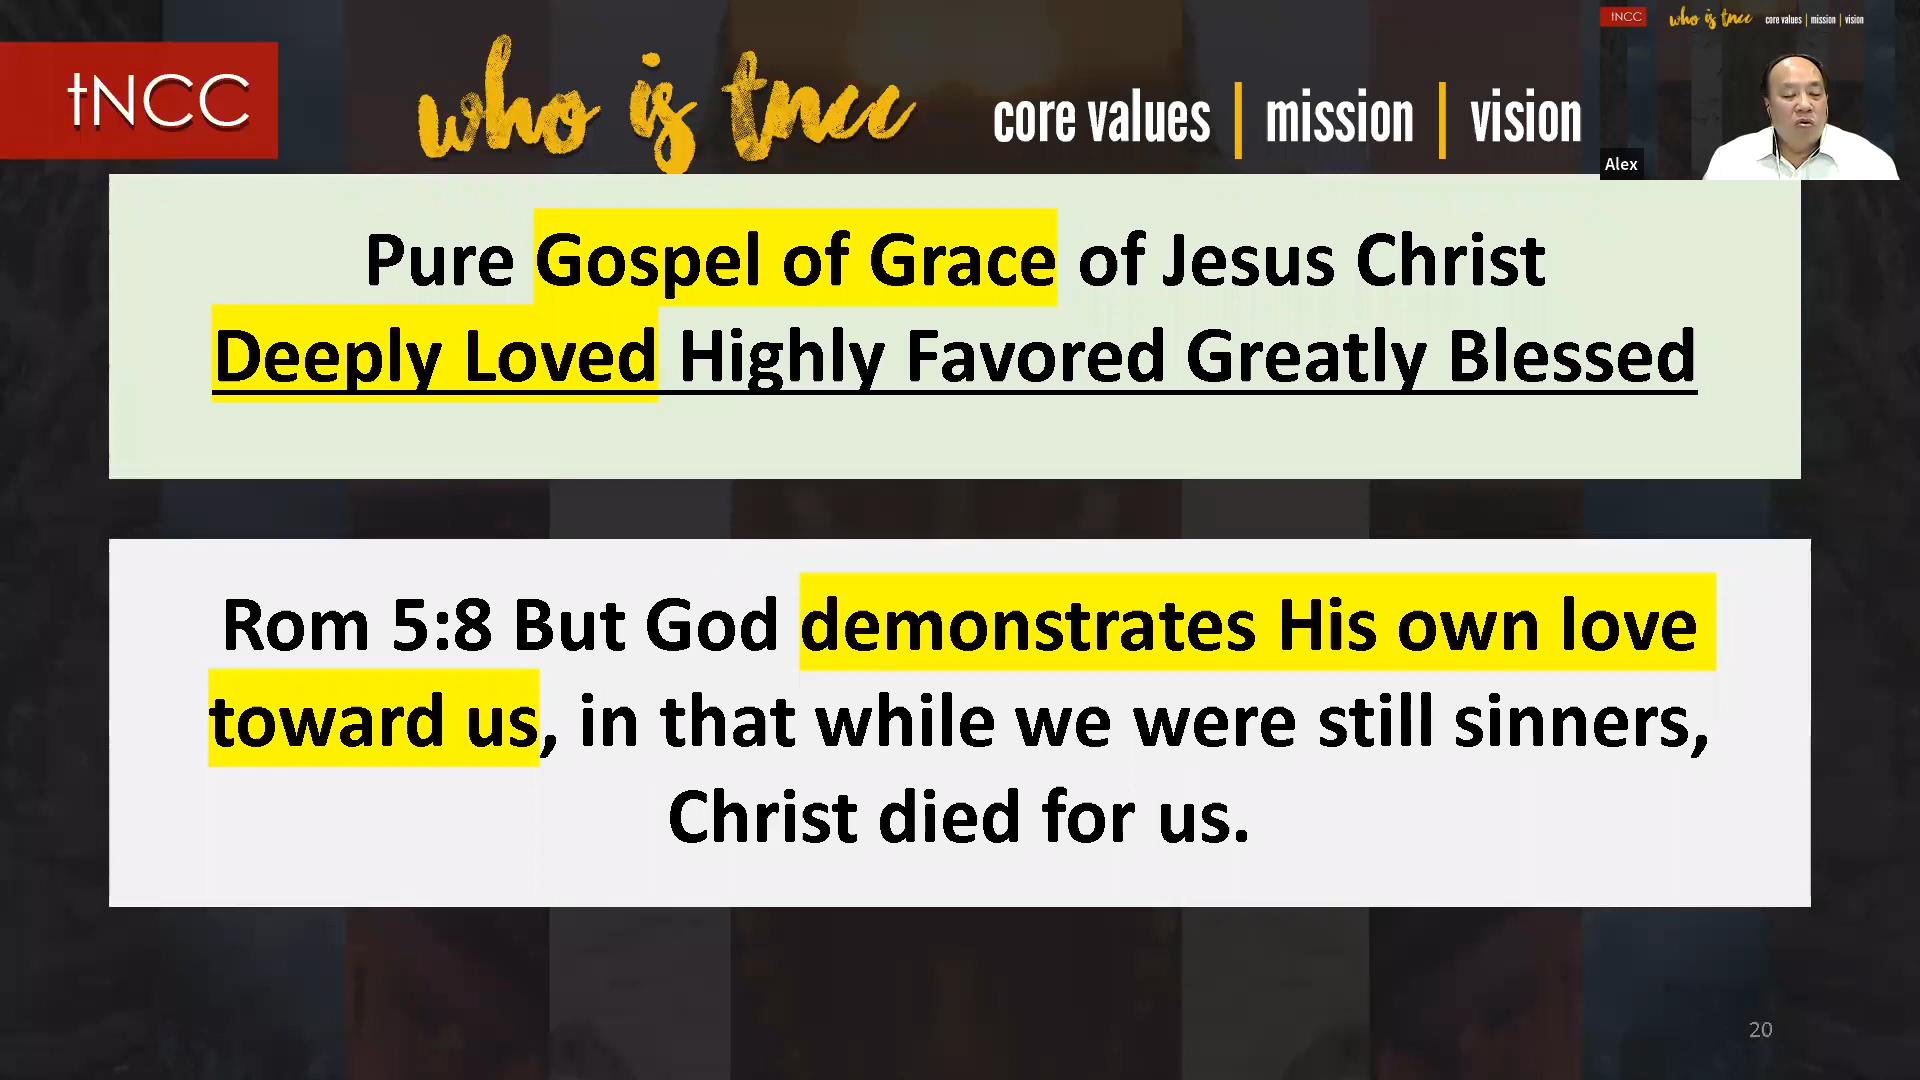 tNCC
who is tncc
core values | mission | vision
tNCC who is tncc core values | mission | vision
Alex
Pure Gospel of Grace of Jesus Christ
Deeply Loved Highly Favored Greatly Blessed
Rom 5:8 But God demonstrates His own love
toward us, in that while we were still sinners,
Christ died for us.
20